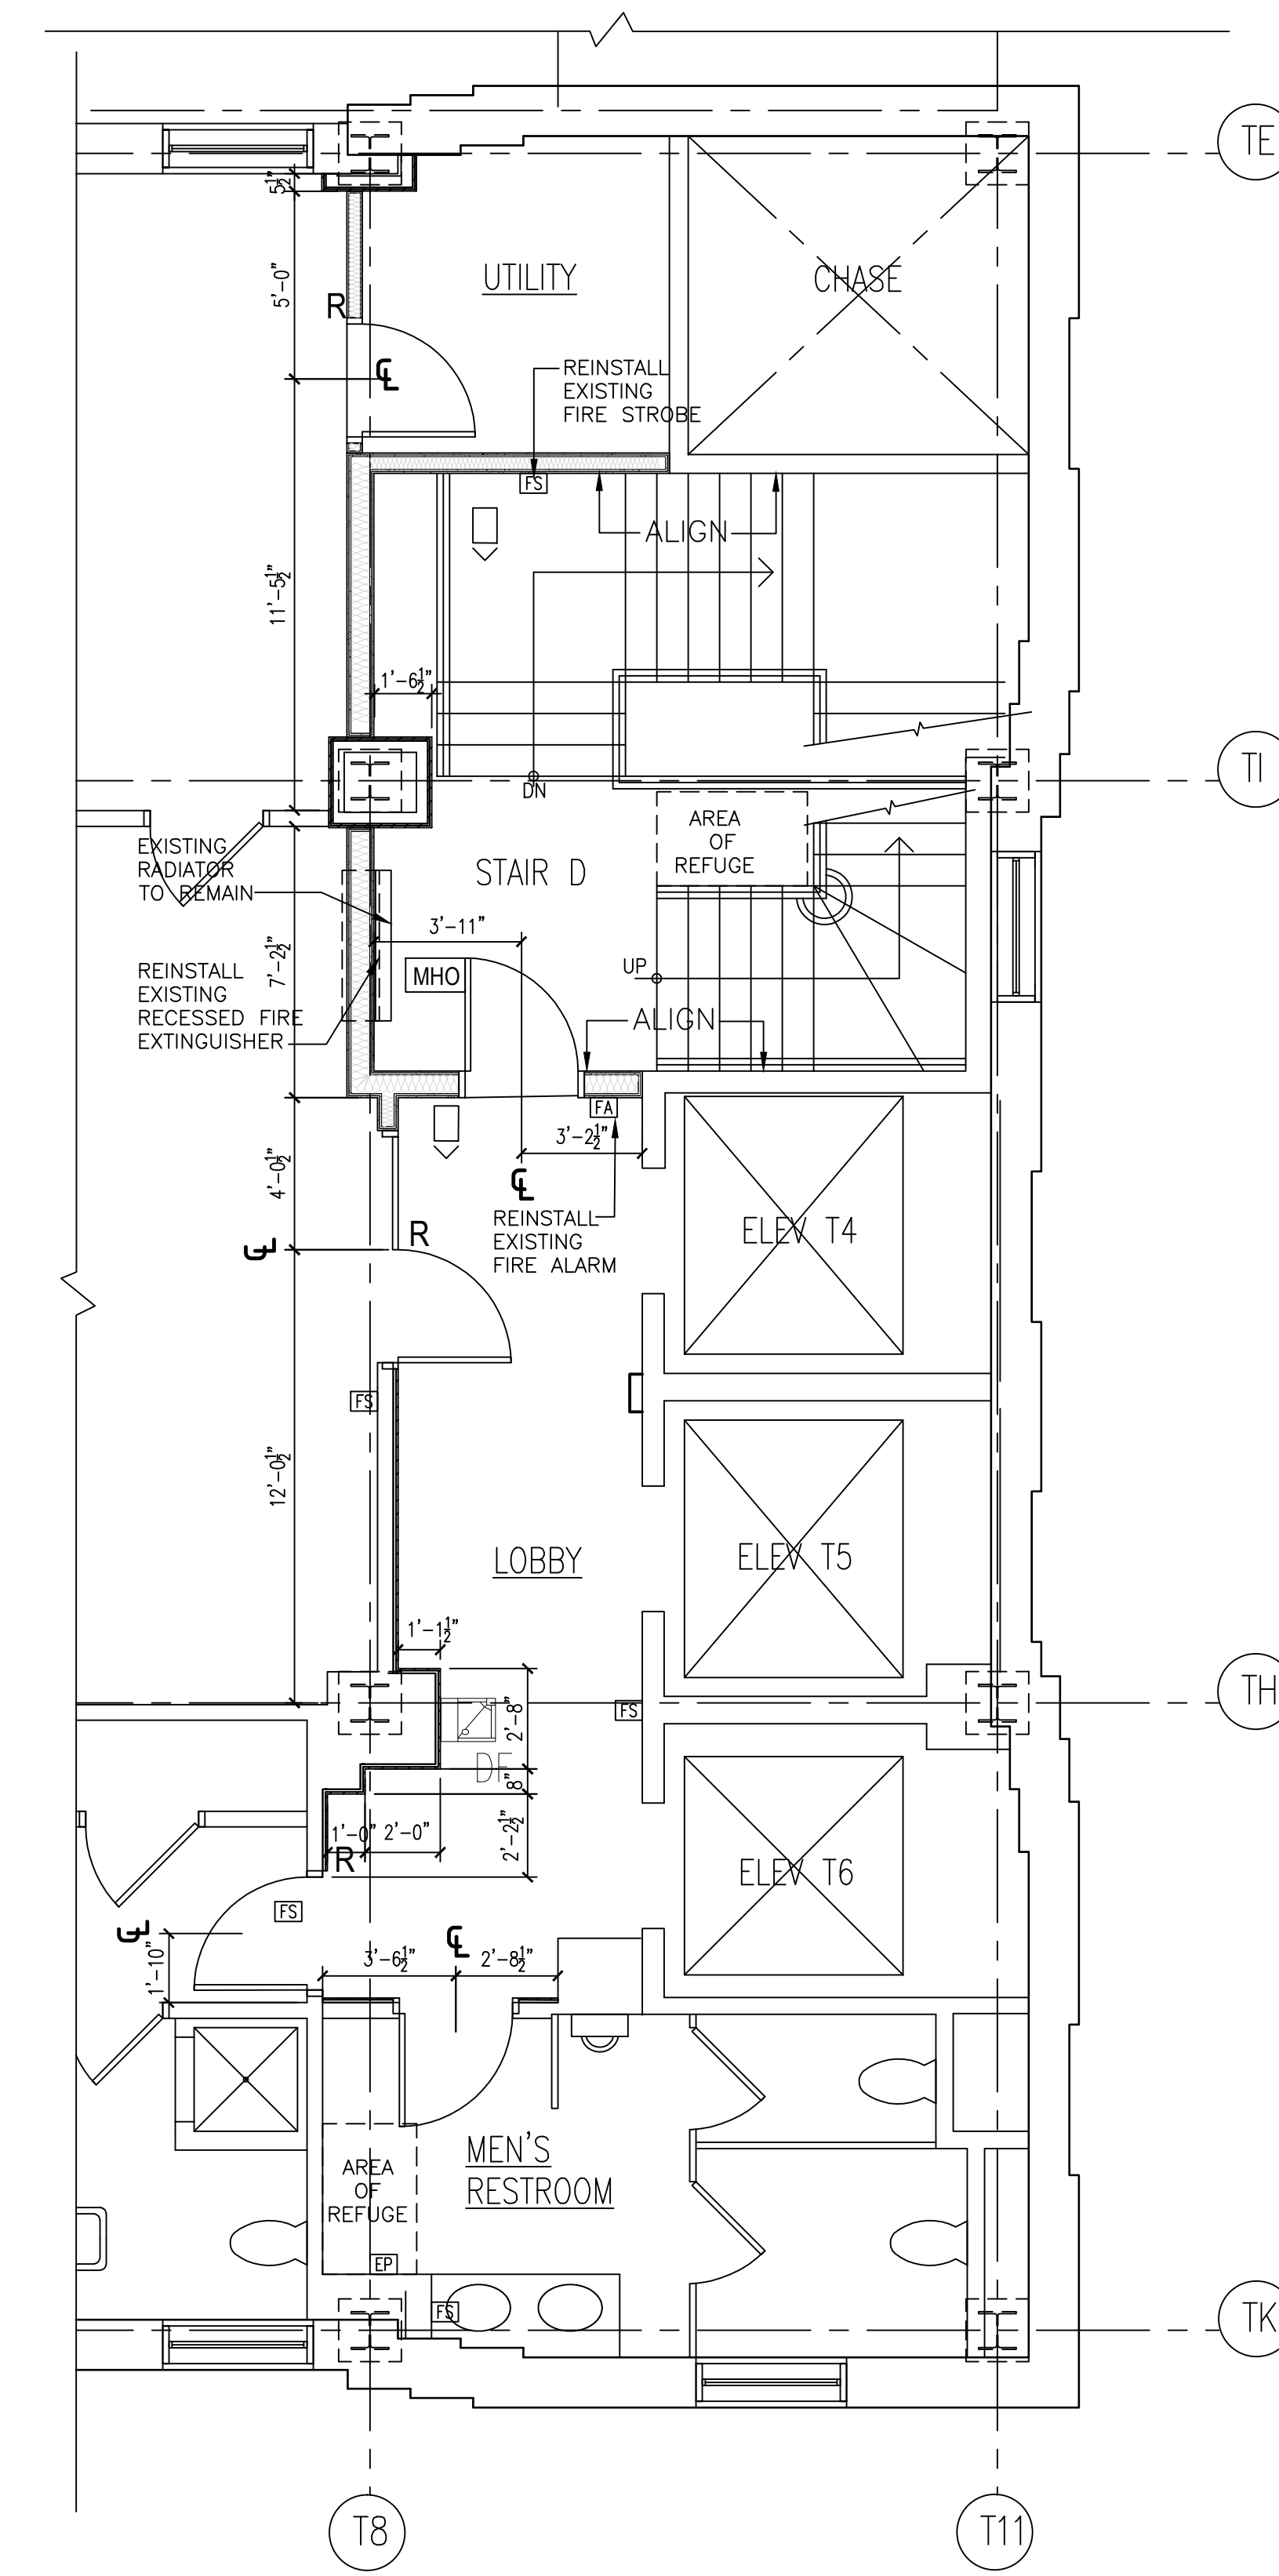 TE
5½"
UTILITY
CHASE
5'-0"
R
℄
REINSTALL
EXISTING
FIRE STROBE
FS
ALIGN
11'-5½"
1'-6½"
TI
DN
AREA
OF
REFUGE
EXISTING
RADIATOR
TO REMAIN
STAIR D
3'-11"
7'-2½"
REINSTALL
EXISTING
RECESSED FIRE
EXTINGUISHER
MHO
UP
ALIGN
FA
3'-2½"
4'-0½"
℄
R
℄
REINSTALL
EXISTING
FIRE ALARM
ELEV T4
FS
12'-0½"
LOBBY
ELEV T5
1'-1½"
TH
FS
2'-8"
DF
8"
1'-0"
2'-0"
2'-2½"
R
ELEV T6
FS
℄
1'-10"
3'-6½"
℄
2'-8½"
MEN'S
RESTROOM
AREA
OF
REFUGE
EP
FS
TK
T8
T11